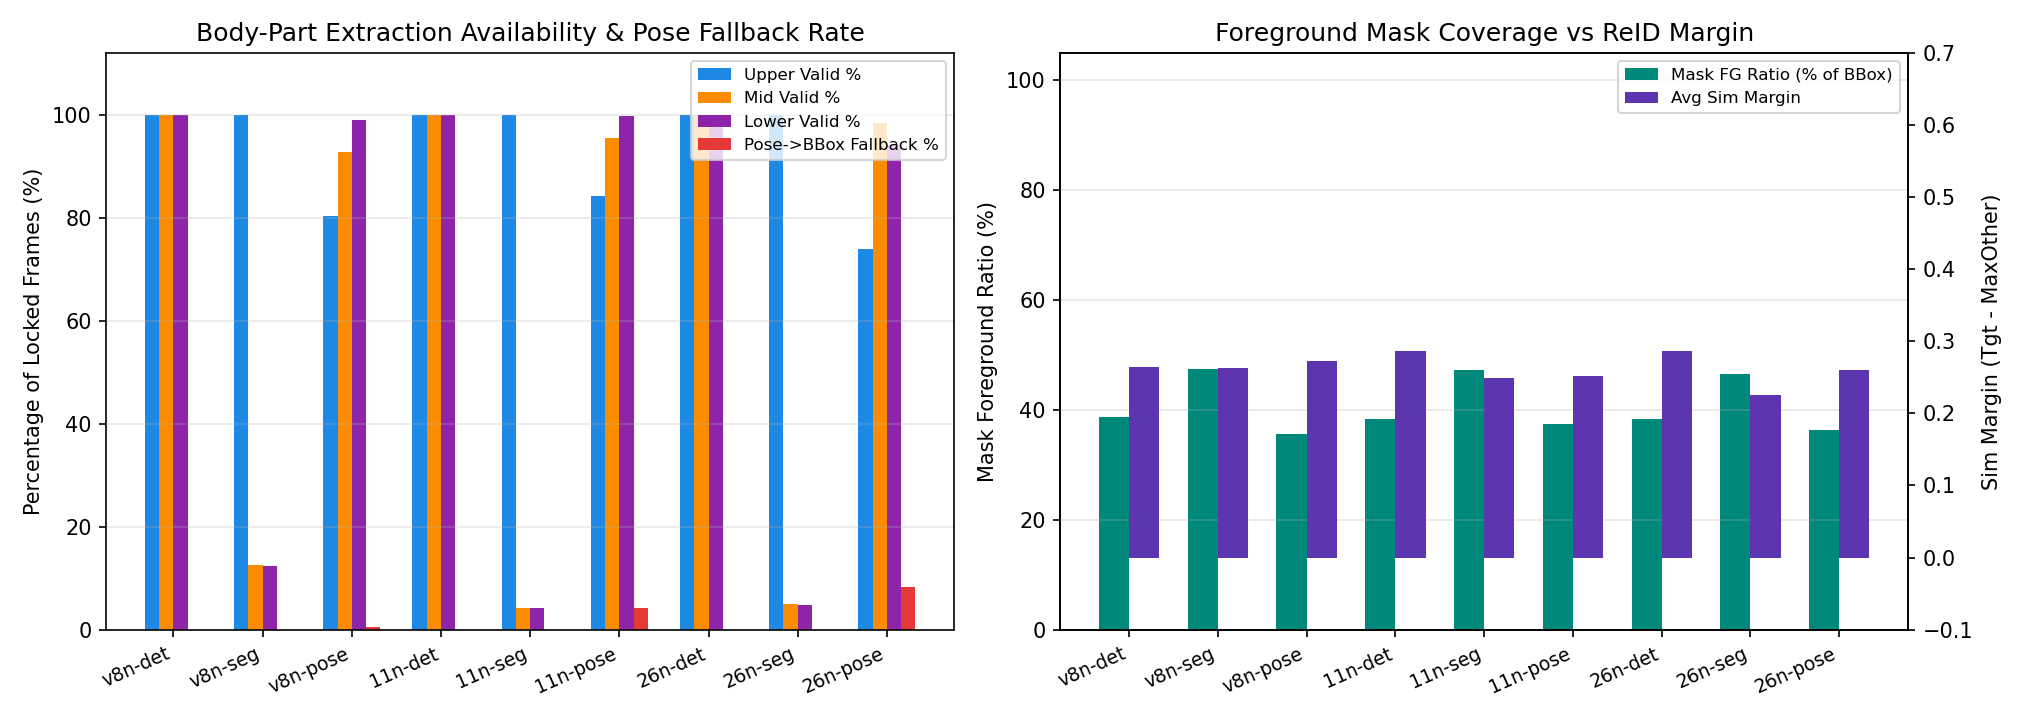 Body-Part Extraction Availability & Pose Fallback Rate
Percentage of Locked Frames (%)
100
80
60
40
20
0
Upper Valid %
Mid Valid %
Lower Valid %
Pose->BBox Fallback %
v8n-det
v8n-seg
v8n-pose
11n-det
11n-seg
11n-pose
26n-det
26n-seg
26n-pose
Foreground Mask Coverage vs ReID Margin
Mask Foreground Ratio (%)
100
80
60
40
20
0
Mask FG Ratio (% of BBox)
Avg Sim Margin
0.7
0.6
0.5
0.4
0.3
0.2
0.1
0.0
−0.1
Sim Margin (Tgt - MaxOther)
v8n-det
v8n-seg
v8n-pose
11n-det
11n-seg
11n-pose
26n-det
26n-seg
26n-pose